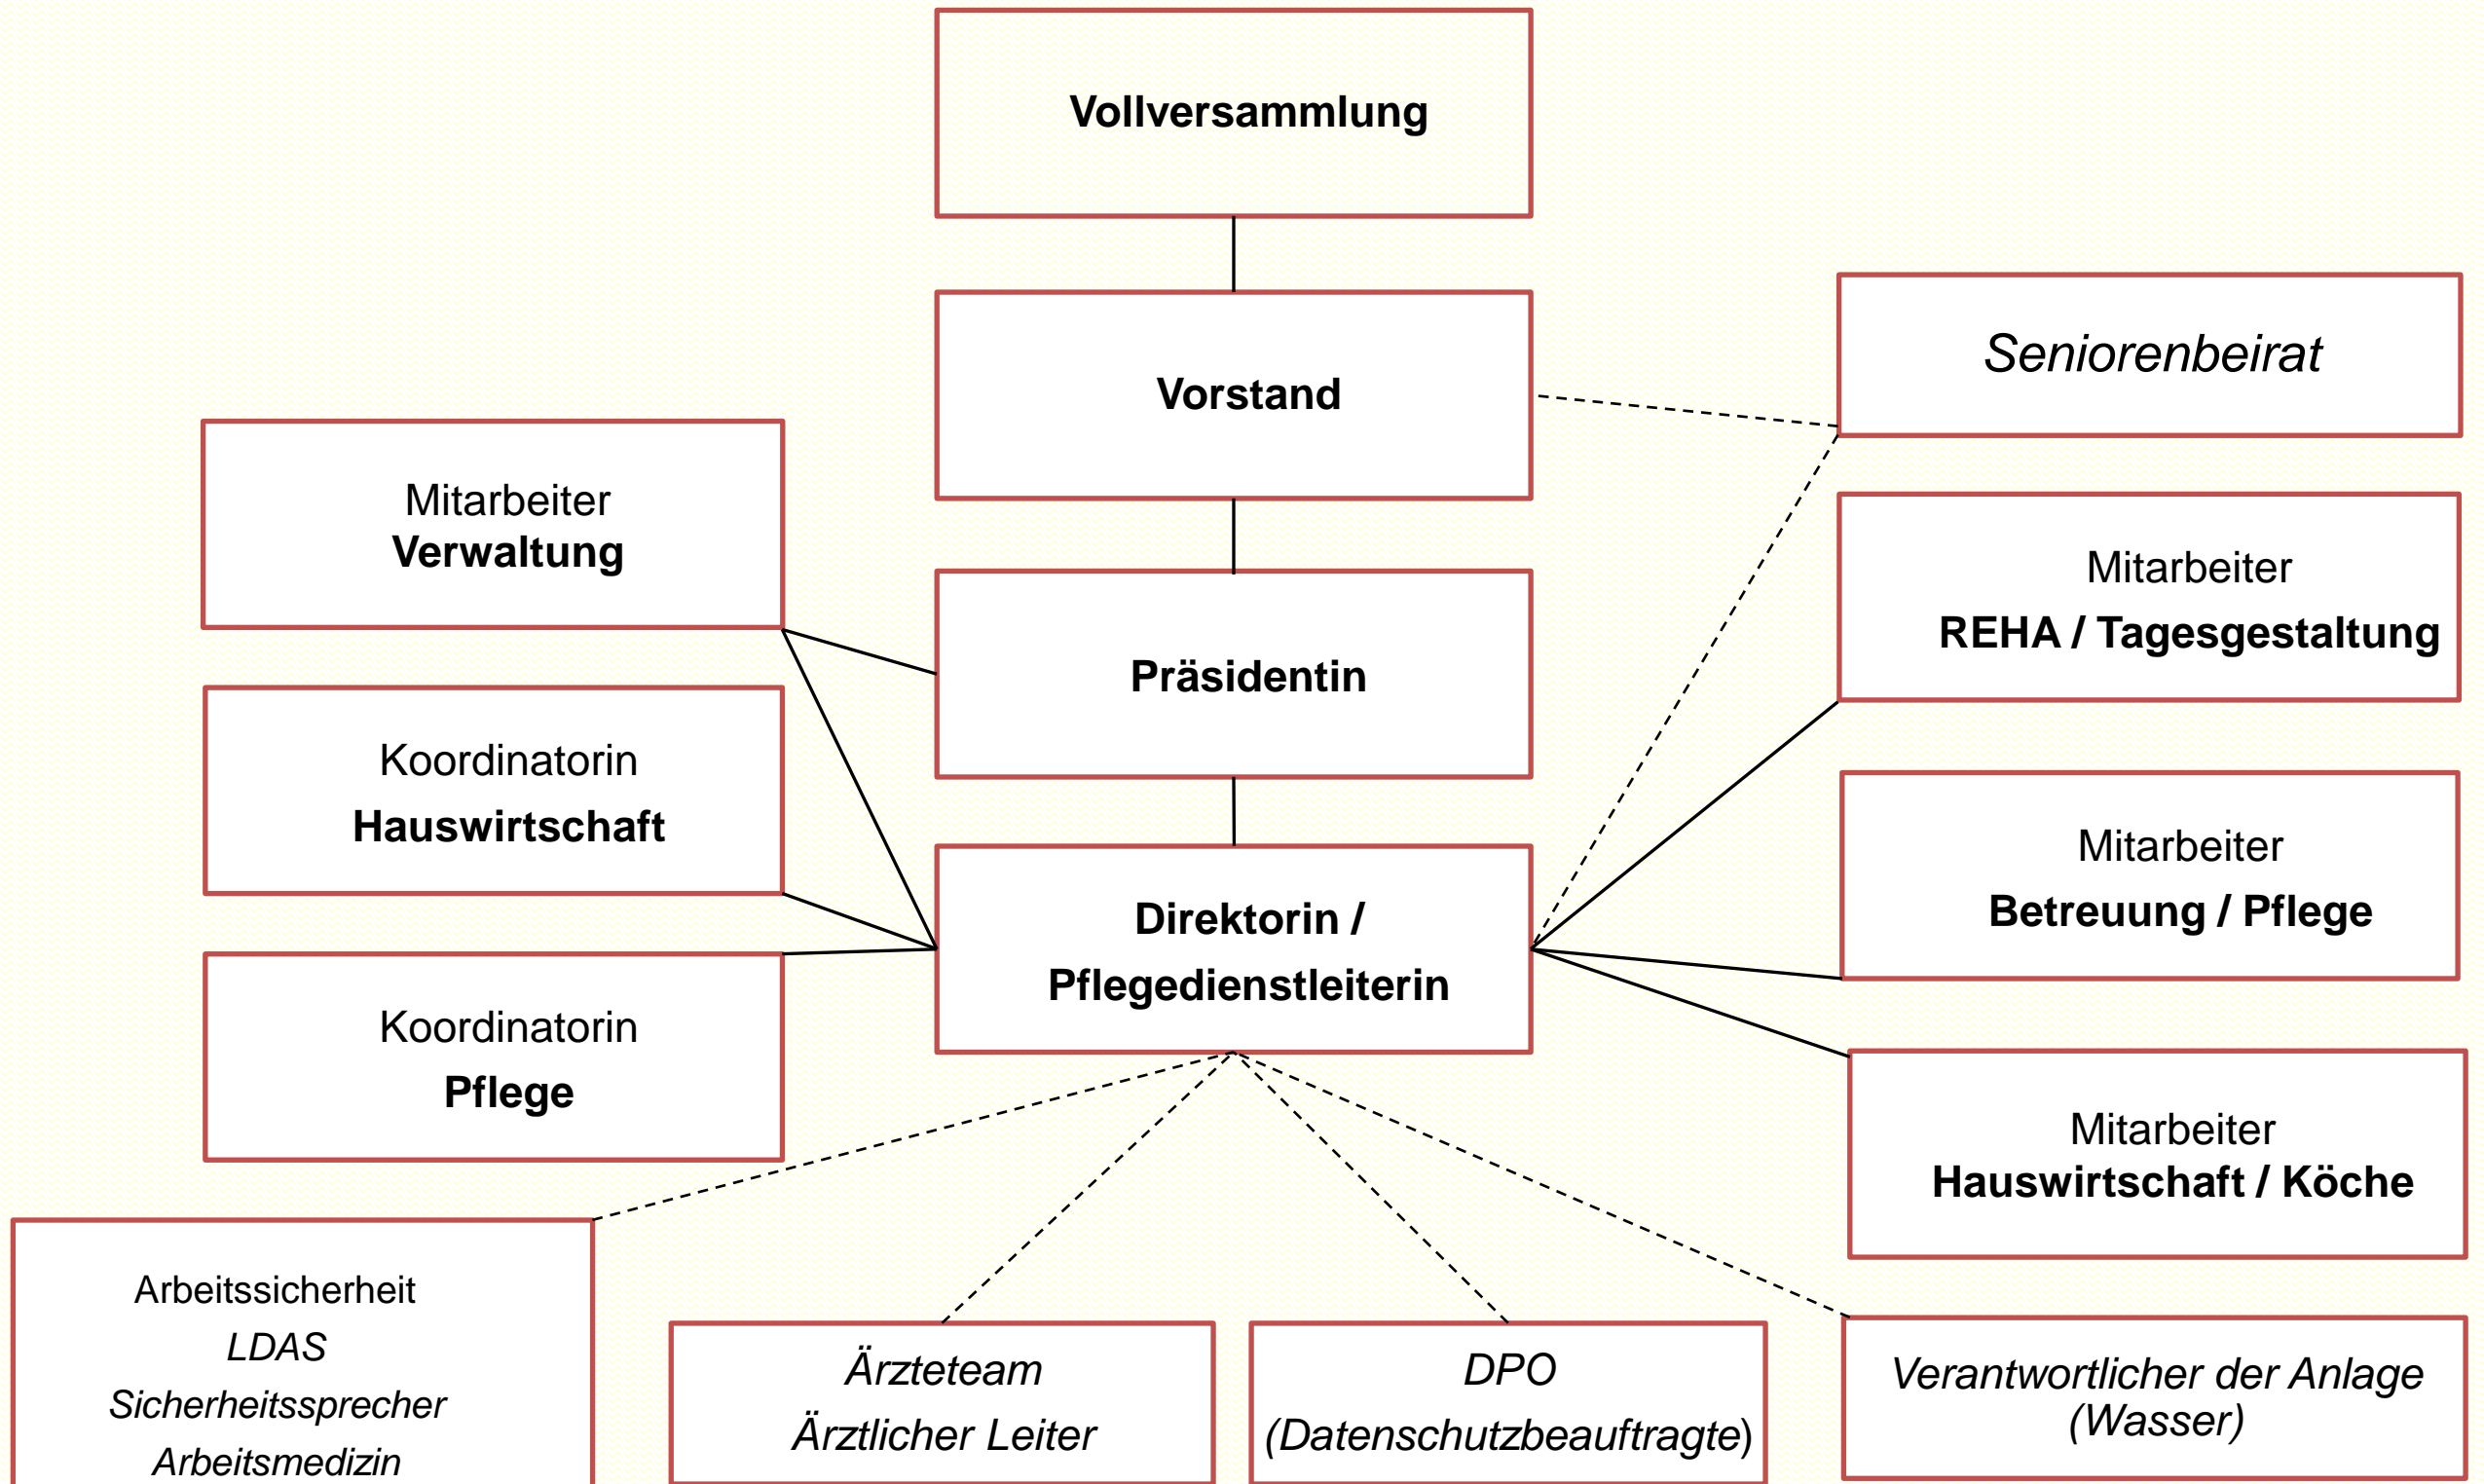 Vollversammlung
Vorstand
Seniorenbeirat
Mitarbeiter
Verwaltung
Mitarbeiter
REHA / Tagesgestaltung
Präsidentin
Koordinatorin
Hauswirtschaft
Mitarbeiter
Betreuung / Pflege
Direktorin /
Pflegedienstleiterin
Koordinatorin
Pflege
Mitarbeiter
Hauswirtschaft / Köche
Arbeitssicherheit
LDAS
Sicherheitssprecher
Arbeitsmedizin
Ärzteteam
Ärztlicher Leiter
DPO
(Datenschutzbeauftragte)
Verantwortlicher der Anlage
(Wasser)